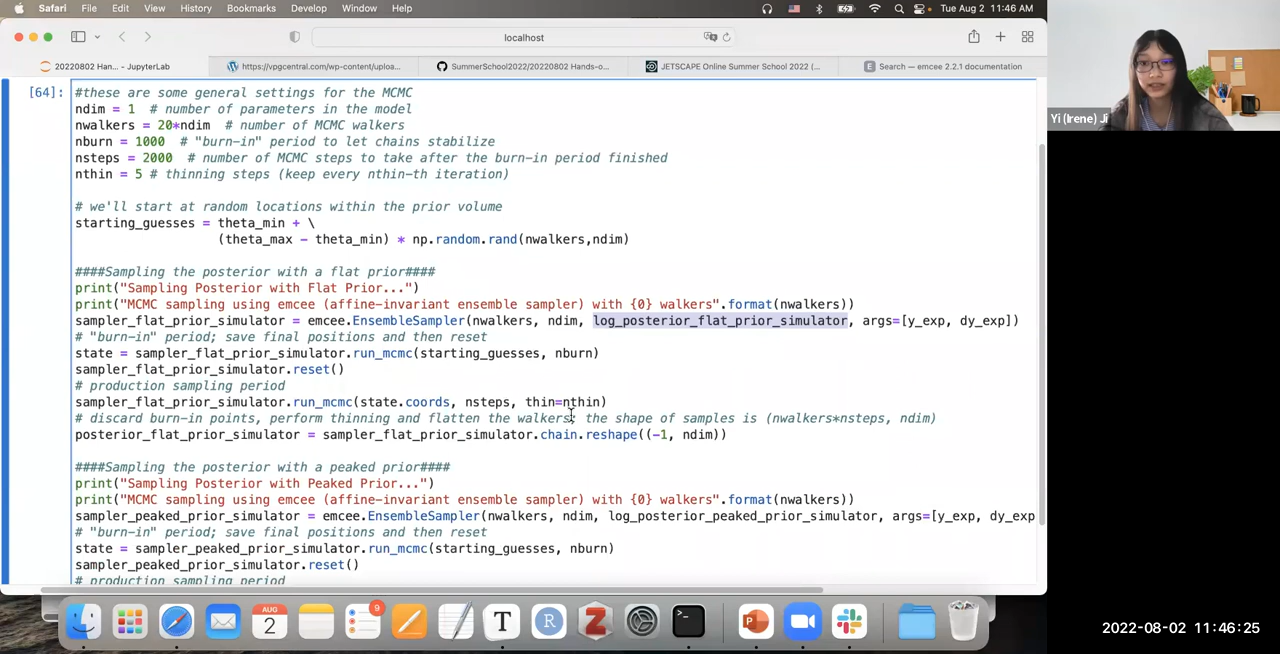 Safari File Edit View History Bookmarks Develop Window Help Tue Aug 2 11:46 AM
localhost
20220802 Han... - JupyterLab
https://vpgcentral.com/wp-content/uploa...
SummerSchool2022/20220802 Hands-o...
JETSCAPE Online Summer School 2022 (...
E Search — emcee 2.2.1 documentation
[64]: #these are some general settings for the MCMC
ndim = 1 # number of parameters in the model
nwalkers = 20*ndim # number of MCMC walkers
nburn = 1000 # "burn-in" period to let chains stabilize
nsteps = 2000 # number of MCMC steps to take after the burn-in period finished
nthin = 5 # thinning steps (keep every nthin-th iteration)
# we'll start at random locations within the prior volume
starting_guesses = theta_min + \
(theta_max - theta_min) * np.random.rand(nwalkers,ndim)
####Sampling the posterior with a flat prior####
print("Sampling Posterior with Flat Prior...")
print("MCMC sampling using emcee (affine-invariant ensemble sampler) with {0} walkers".format(nwalkers))
sampler_flat_prior_simulator = emcee.EnsembleSampler(nwalkers, ndim, log_posterior_flat_prior_simulator, args=[y_exp, dy_exp])
# "burn-in" period; save final positions and then reset
state = sampler_flat_prior_simulator.run_mcmc(starting_guesses, nburn)
sampler_flat_prior_simulator.reset()
# production sampling period
sampler_flat_prior_simulator.run_mcmc(state.coords, nsteps, thin=nthin)
# discard burn-in points, perform thinning and flatten the walkers; the shape of samples is (nwalkers*nsteps, ndim)
posterior_flat_prior_simulator = sampler_flat_prior_simulator.chain.reshape((-1, ndim))
####Sampling the posterior with a peaked prior####
print("Sampling Posterior with Peaked Prior...")
print("MCMC sampling using emcee (affine-invariant ensemble sampler) with {0} walkers".format(nwalkers))
sampler_peaked_prior_simulator = emcee.EnsembleSampler(nwalkers, ndim, log_posterior_peaked_prior_simulator, args=[y_exp, dy_exp
# "burn-in" period; save final positions and then reset
state = sampler_peaked_prior_simulator.run_mcmc(starting_guesses, nburn)
sampler_peaked_prior_simulator.reset()
# production sampling period
Yi (Irene) Ji
AUG
2
9
T
R
Z
P
2022-08-02 11:46:25